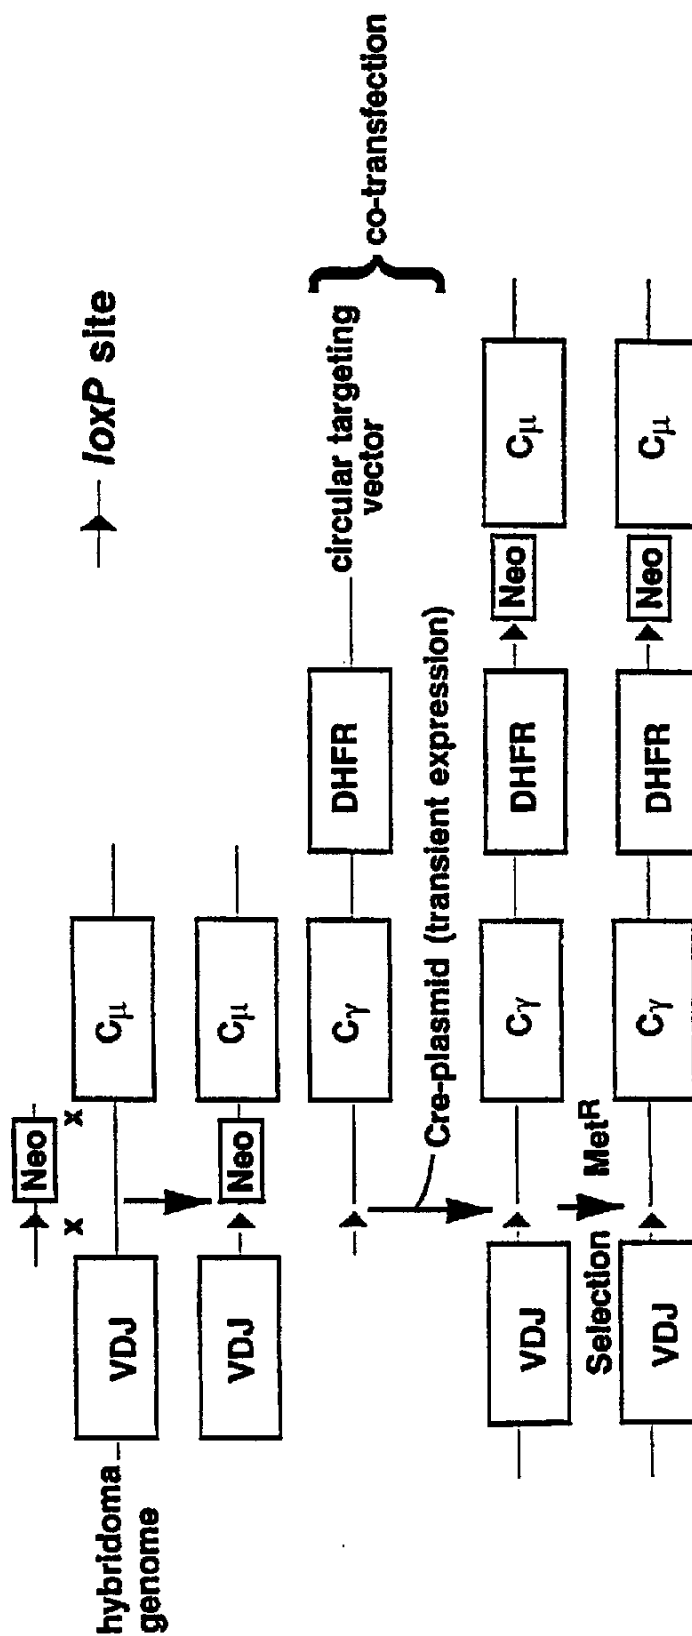 loxP site
Neo
x x
hybridoma
genome
VDJ
Cμ
VDJ
Neo
Cμ
Cγ
DHFR
circular targeting
vector
co-transfection
Cre-plasmid (transient expression)
VDJ
Cγ
DHFR
Neo
Cμ
Selection MetR
VDJ
Cγ
DHFR
Neo
Cμ